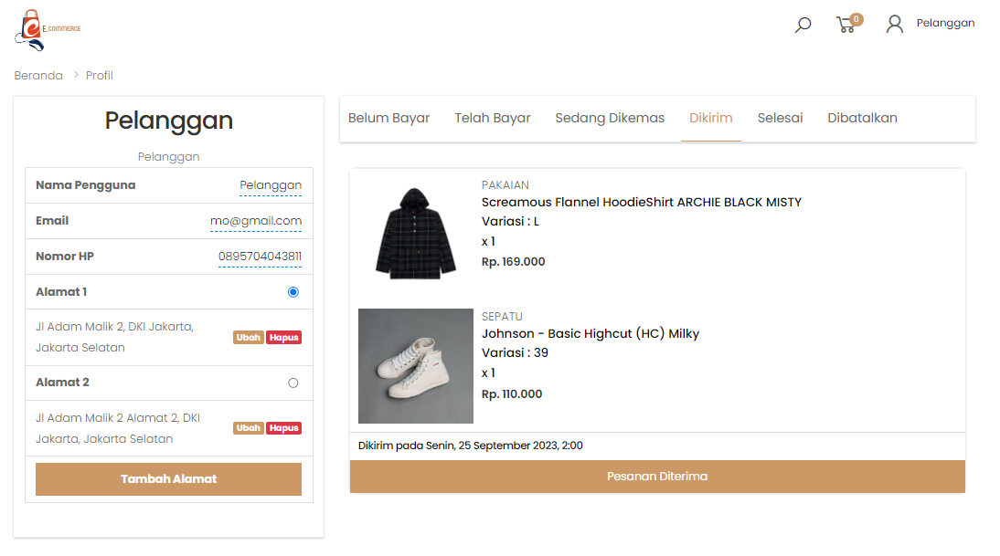 E.COMMERCE
0
Pelanggan
Beranda > Profil
Pelanggan
Pelanggan
Nama Pengguna Pelanggan
Email mo@gmail.com
Nomor HP 0895704043811
Alamat 1
Jl Adam Malik 2, DKI Jakarta,
Jakarta Selatan
Ubah Hapus
Alamat 2
Jl Adam Malik 2 Alamat 2, DKI
Jakarta, Jakarta Selatan
Ubah Hapus
Tambah Alamat
Belum Bayar Telah Bayar Sedang Dikemas Dikirim Selesai Dibatalkan
PAKAIAN
Screamous Flannel HoodieShirt ARCHIE BLACK MISTY
Variasi : L
x 1
Rp. 169.000
SEPATU
Johnson - Basic Highcut (HC) Milky
Variasi : 39
x 1
Rp. 110.000
Dikirim pada Senin, 25 September 2023, 2:00
Pesanan Diterima